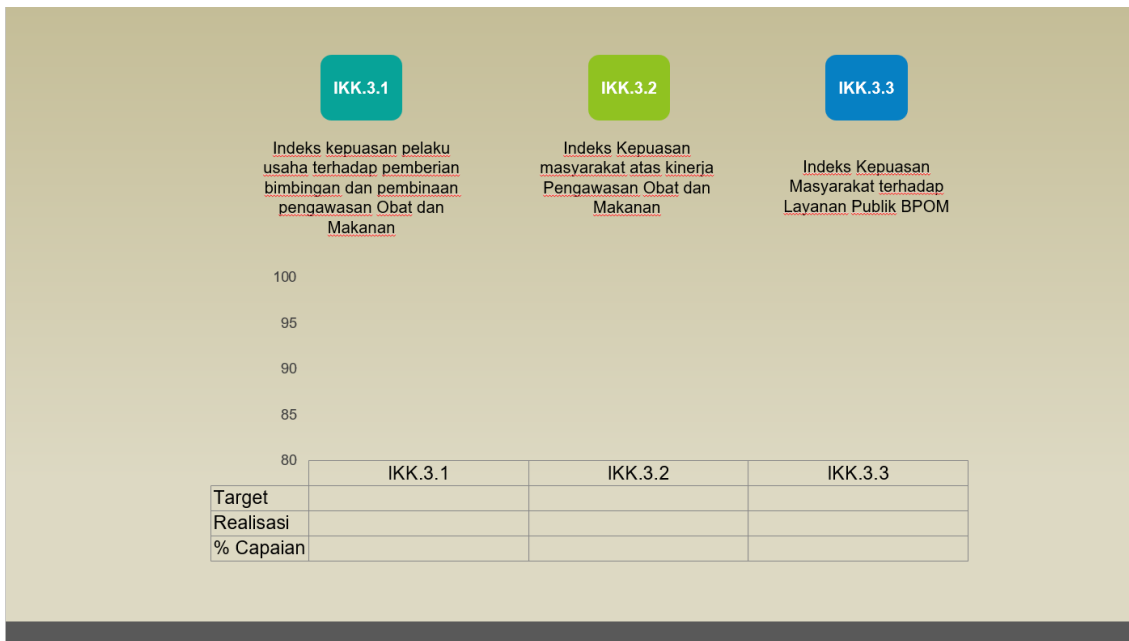 IKK.3.1
IKK.3.2
IKK.3.3
Indeks kepuasan pelaku
usaha terhadap pemberian
bimbingan dan pembinaan
pengawasan Obat dan
Makanan
Indeks Kepuasan
masyarakat atas kinerja
Pengawasan Obat dan
Makanan
Indeks Kepuasan
Masyarakat terhadap
Layanan Publik BPOM
100
95
90
85
80
IKK.3.1 IKK.3.2 IKK.3.3
Target
Realisasi
% Capaian